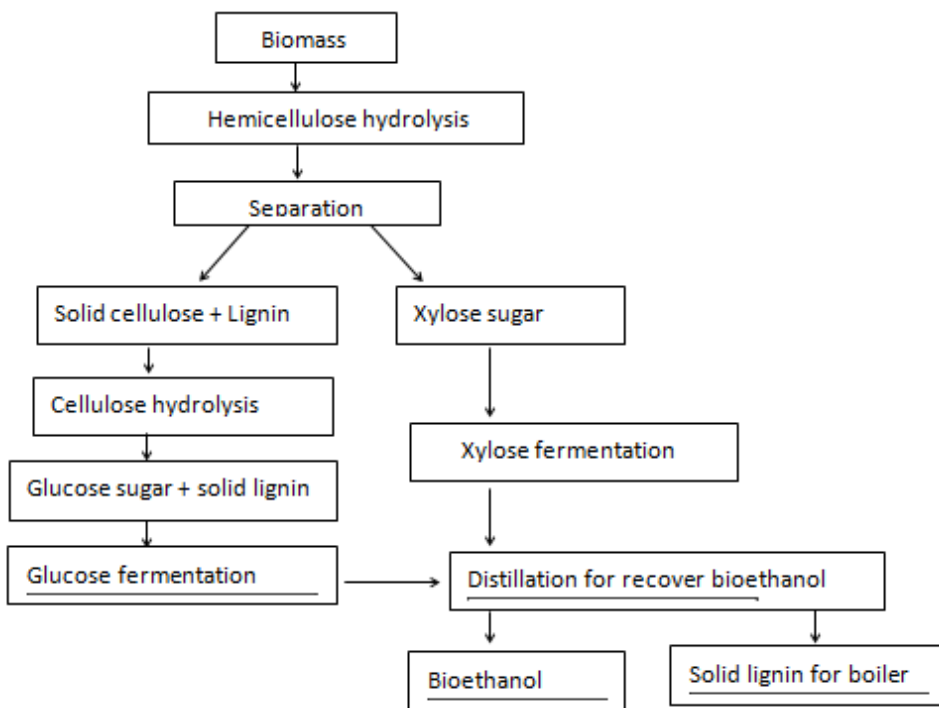 Biomass
Hemicellulose hydrolysis
Separation
Solid cellulose + Lignin
Xylose sugar
Cellulose hydrolysis
Xylose fermentation
Glucose sugar + solid lignin
Glucose fermentation
Distillation for recover bioethanol
Bioethanol
Solid lignin for boiler